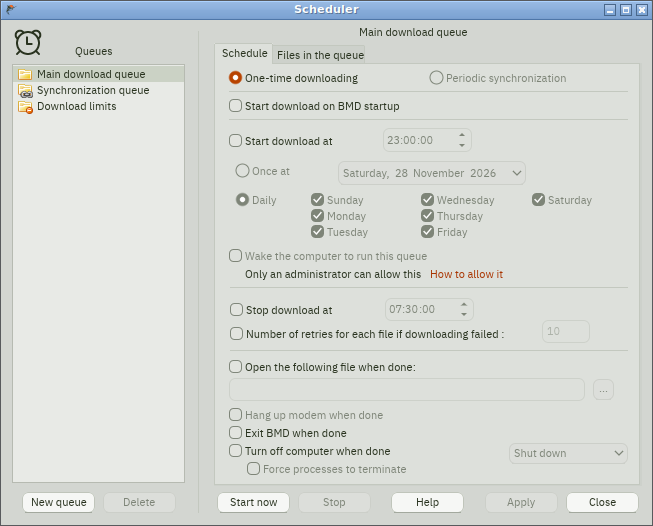 Scheduler
Queues
Main download queue
Main download queue
Synchronization queue
Download limits
Schedule
Files in the queue
One-time downloading
Periodic synchronization
Start download on BMD startup
Start download at
23:00:00
Once at
Saturday, 28 November 2026
Daily
Sunday
Wednesday
Saturday
Monday
Thursday
Tuesday
Friday
Wake the computer to run this queue
Only an administrator can allow this How to allow it
Stop download at
07:30:00
Number of retries for each file if downloading failed :
10
Open the following file when done:
...
Hang up modem when done
Exit BMD when done
Turn off computer when done
Shut down
Force processes to terminate
New queue
Delete
Start now
Stop
Help
Apply
Close